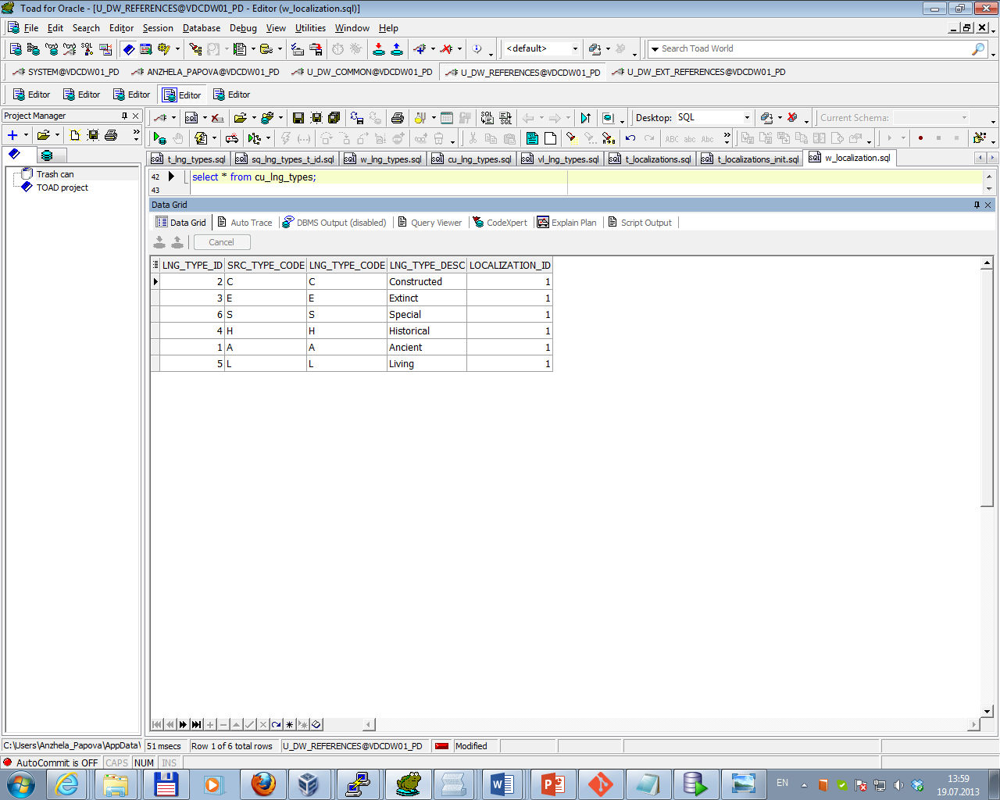 Toad for Oracle - [U_DW_REFERENCES@VDCDW01_PD - Editor (w_localization.sql)]
File Edit Search Editor Session Database Debug View Utilities Window Help
<default> Search Toad World
SYSTEM@VDCDW01_PD ANZHELA_PAPOVA@VDCDW01_PD U_DW_COMMON@VDCDW01_PD U_DW_REFERENCES@VDCDW01_PD U_DW_EXT_REFERENCES@VDCDW01_PD
Editor Editor Editor Editor Editor
Project Manager
Desktop: SQL Current Schema:
t_lng_types.sql sq_lng_types_t_id.sql w_lng_types.sql cu_lng_types.sql vl_lng_types.sql t_localizations.sql t_localizations_init.sql w_localization.sql
Trash can
TOAD project
42 select * from cu_lng_types;
43
Data Grid
Data Grid Auto Trace DBMS Output (disabled) Query Viewer CodeXpert Explain Plan Script Output
Cancel
LNG_TYPE_ID SRC_TYPE_CODE LNG_TYPE_CODE LNG_TYPE_DESC LOCALIZATION_ID
2 C C Constructed 1
3 E E Extinct 1
6 S S Special 1
4 H H Historical 1
1 A A Ancient 1
5 L L Living 1
C:\Users\Anzhela_Papova\AppData\ 51 msecs Row 1 of 6 total rows U_DW_REFERENCES@VDCDW01_PD Modified
AutoCommit is OFF CAPS NUM INS
EN 13:59
19.07.2013